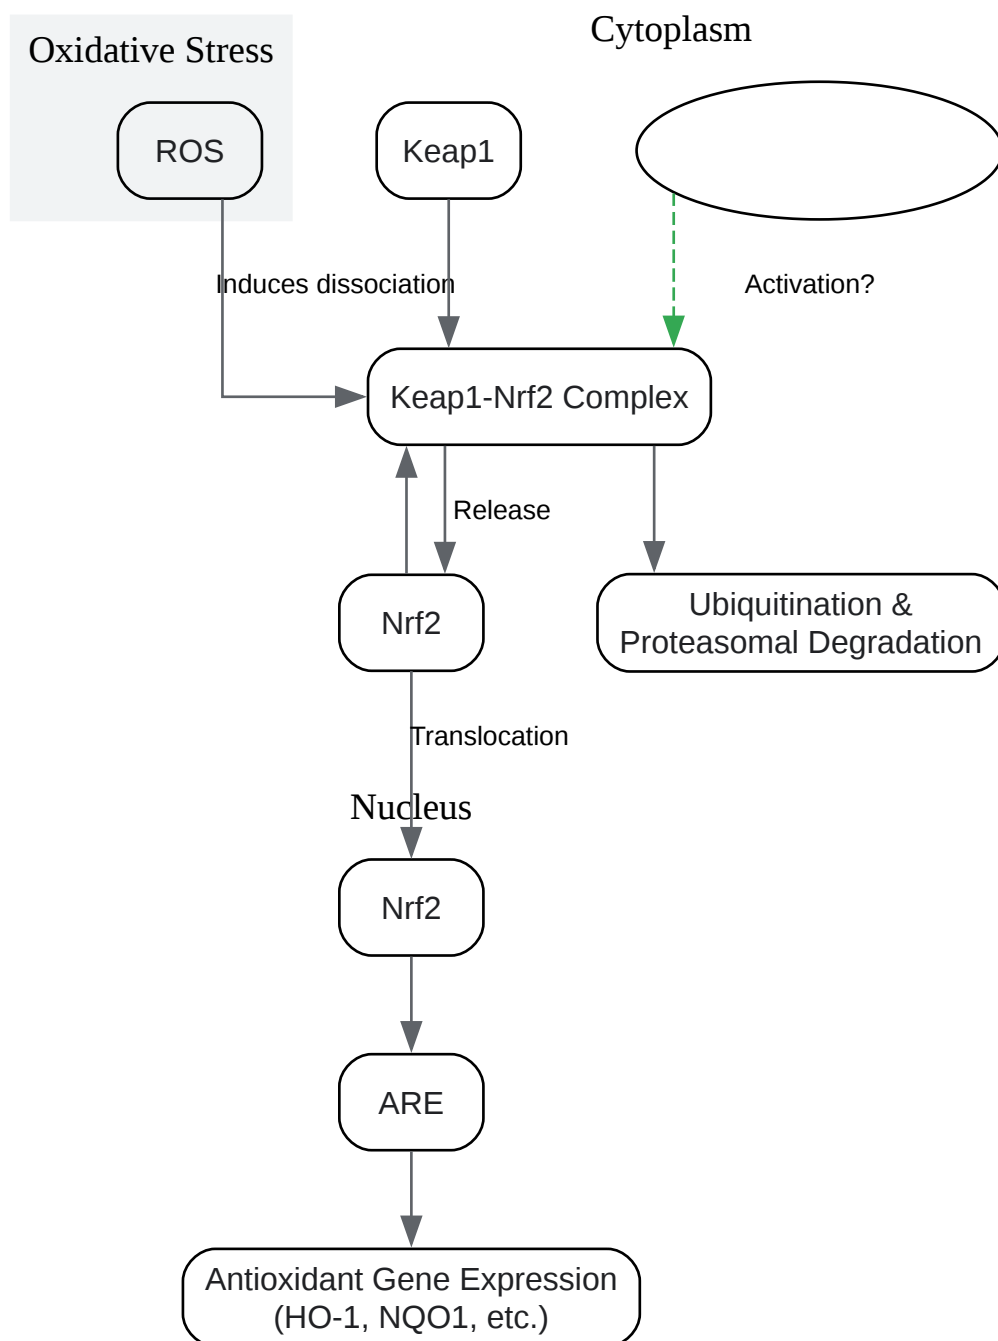 Cytoplasm
Oxidative Stress
ROS
Keap1
Induces dissociation
Activation?
Keap1-Nrf2 Complex
Release
Nrf2
Ubiquitination &
Proteasomal Degradation
Translocation
Nucleus
Nrf2
ARE
Antioxidant Gene Expression
(HO-1, NQO1, etc.)